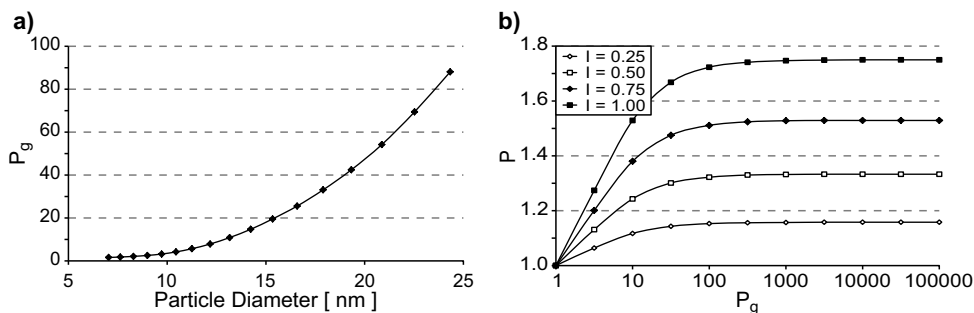 a)
100
80
60
40
20
0
P_g
5
10
15
20
25
Particle Diameter [ nm ]
b)
1.8
1.6
1.4
1.2
1.0
P
I = 0.25
I = 0.50
I = 0.75
I = 1.00
1
10
100
1000
10000
100000
P_g